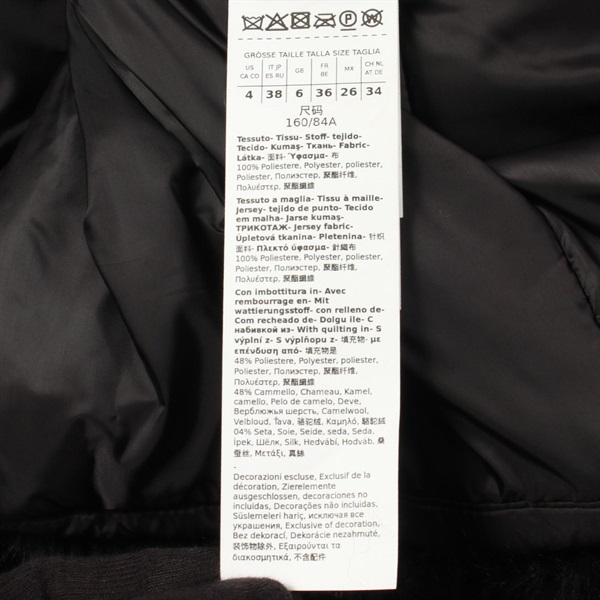 GRÖSSE TAILLE TALLA SIZE TAGLIA
US IT JP GB FR MX CH NL
CA CO ES RU BE AT DE
4 38 6 36 26 34
尺码
160/84A
Tessuto- Tissu- Stoff- tejido-
Tecido- Kumaş- Ткань- Fabric-
Látka- 面料- Ύφασμα- 布
100% Poliestere, Polyester, poliester,
Poliester, Полиэстер, 聚酯纤维,
Πολυέστερ, 聚酯纖維
Tessuto a maglia- Tissu à maille-
Jersey- tejido de punto- Tecido
em malha- Jarse kumaş-
ТРИКОТАЖ- Jersey fabric-
Úpletová tkanina- Pletenina- 针织
面料- Πλεκτό ύφασμα- 針織布
100% Poliestere, Polyester, poliester,
Poliester, Полиэстер, 聚酯纤维,
Πολυέστερ, 聚酯纖維
Con imbottitura in- Avec
rembourrage en- Mit
wattierungsstoff- con relleno de-
Com recheado de- Dolgu ile- С
набивкой из- With quilting in- S
výplní z- S výplňou z- 填充物- με
επένδυση από- 填充物是
48% Poliestere, Polyester, poliester,
Poliester, Полиэстер, 聚酯纤维,
Πολυέστερ, 聚酯纖維
48% Cammello, Chameau, Kamel,
camello, Pelo de camelo, Deve,
Верблюжья шерсть, Camelwool,
Velbloud, Ťava, 骆驼绒, Καμηλό, 駱駝絨
04% Seta, Soie, Seide, seda, Seda,
İpek, Шёлк, Silk, Hedvábí, Hodváb, 桑
蚕丝, Μετάξι, 真絲
.
Decorazioni escluse, Exclusif de la
décoration, Zierelemente
ausgeschlossen, decoraciones no
incluidas, Decorações não incluidas,
Süslemeleri hariç, исключая все
украшения, Exclusive of decoration,
Bez dekorací, Dekorácie nezahrnuté,
装饰物除外, Εξαιρούνται τα
διακοσμητικά, 不含配件